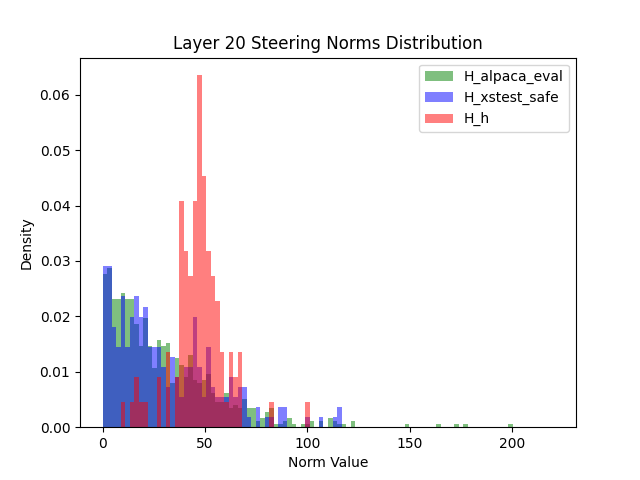 Layer 20 Steering Norms Distribution
H_alpaca_eval
H_xstest_safe
H_h
0.06
0.05
0.04
0.03
0.02
0.01
0.00
Density
0
50
100
150
200
Norm Value